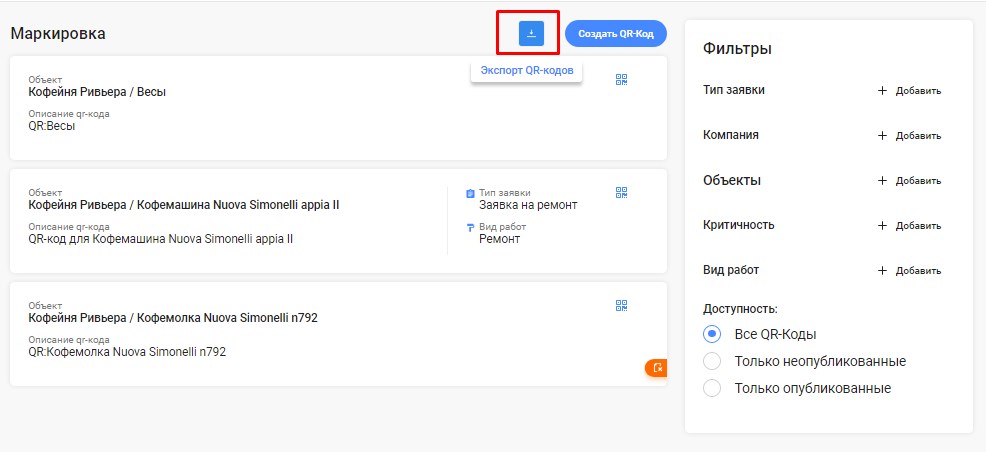 Маркировка
Создать QR-Код
Экспорт QR-кодов
Объект
Кофейня Ривьера / Весы
Описание qr-кода
QR:Весы
Объект
Кофейня Ривьера / Кофемашина Nuova Simonelli appia II
Описание qr-кода
QR-код для Кофемашина Nuova Simonelli appia II
Тип заявки
Заявка на ремонт
Вид работ
Ремонт
Объект
Кофейня Ривьера / Кофемолка Nuova Simonelli n792
Описание qr-кода
QR:Кофемолка Nuova Simonelli n792
Фильтры
Тип заявки + Добавить
Компания + Добавить
Объекты + Добавить
Критичность + Добавить
Вид работ + Добавить
Доступность:
Все QR-Коды
Только неопубликованные
Только опубликованные